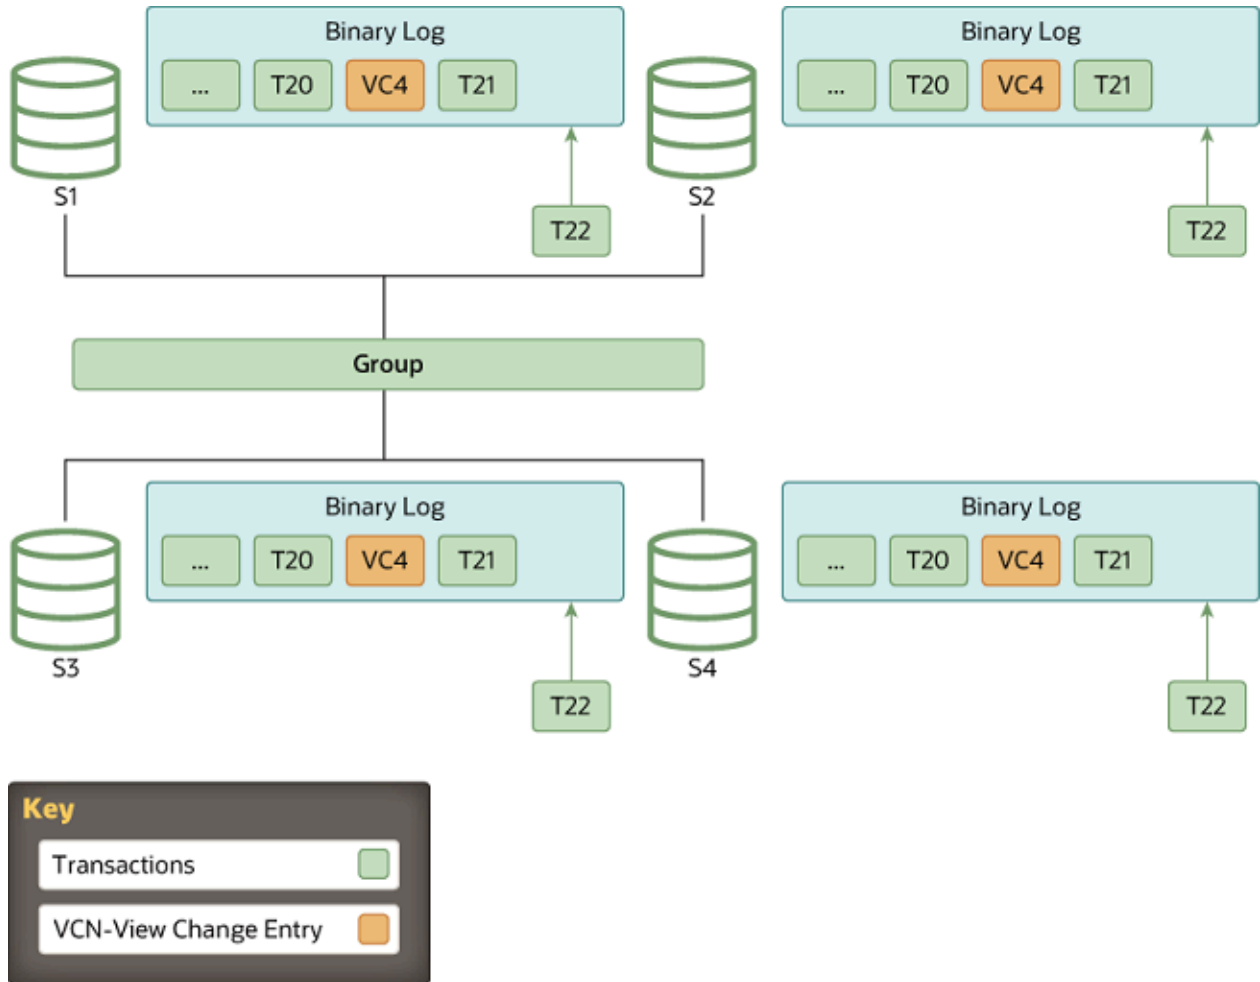 Binary Log
... T20 VC4 T21
S1
T22
Binary Log
... T20 VC4 T21
S2
T22
Group
Binary Log
... T20 VC4 T21
S3
T22
Binary Log
... T20 VC4 T21
S4
T22
Key
Transactions
VCN-View Change Entry